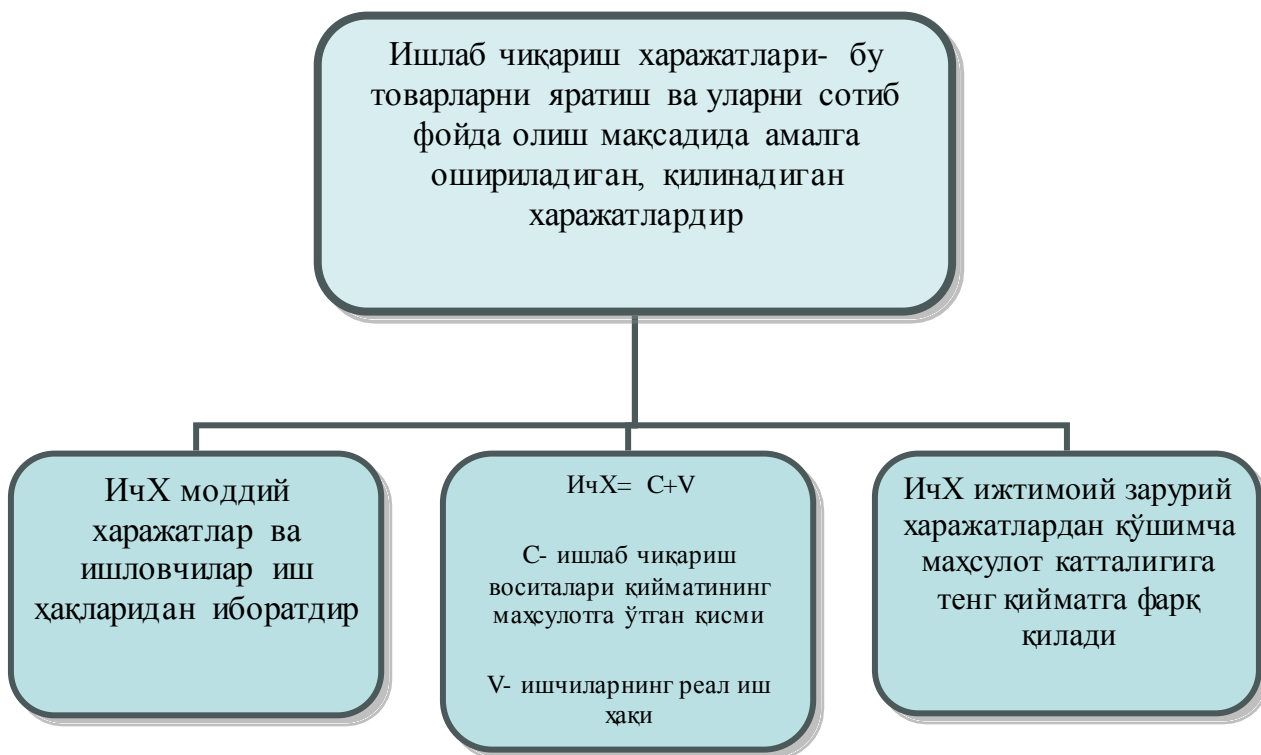 Ишлаб чиқариш харажатлари- бу
товарларни яратиш ва уларни сотиб
фойда олиш мақсадида амалга
ошириладиган, қилинадиган
харажатлардир
ИчХ моддий
харажатлар ва
ишловчилар иш
ҳақларидан иборатдир
ИчХ= C+V
C- ишлаб чиқариш
воситалари қийматининг
маҳсулотга ўтган қисми
V- ишчиларнинг реал иш
ҳақи
ИчХ ижтимоий зарурий
харажатлардан қўшимча
маҳсулот катталигига
тенг қийматга фарқ
қилади